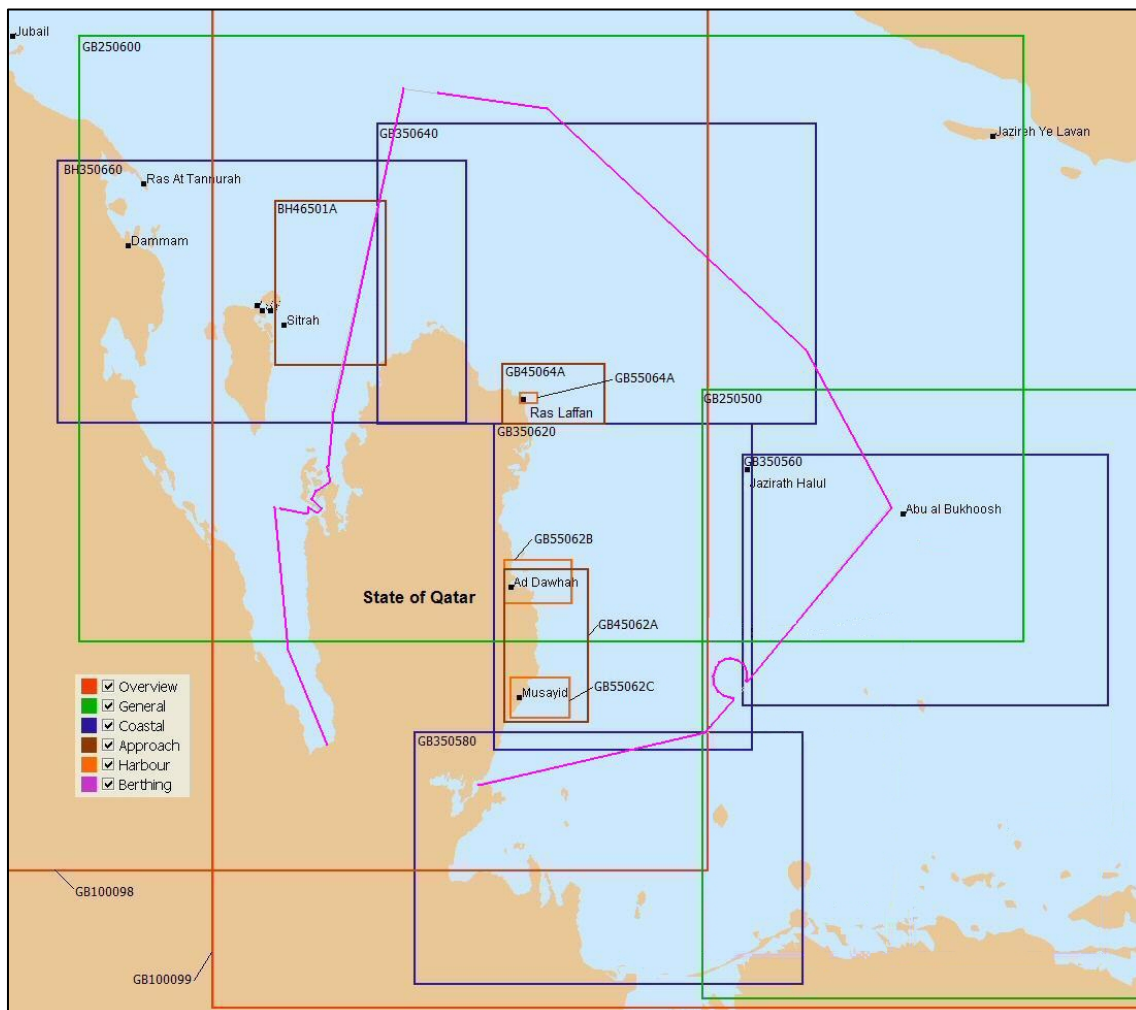 Jubail
GB250600
GB350640
Jazireh Ye Lavan
BH350660
Ras At Tannurah
BH46501A
Dammam
Sitrah
GB45064A
GB55064A
Ras Laffan
GB250500
GB350620
GB350560
Jazirath Halul
Abu al Bukhoosh
GB55062B
Ad Dawhah
State of Qatar
GB45062A
Overview
General
Coastal
Approach
Harbour
Berthing
Musayid
GB55062C
GB350580
GB100098
GB100099